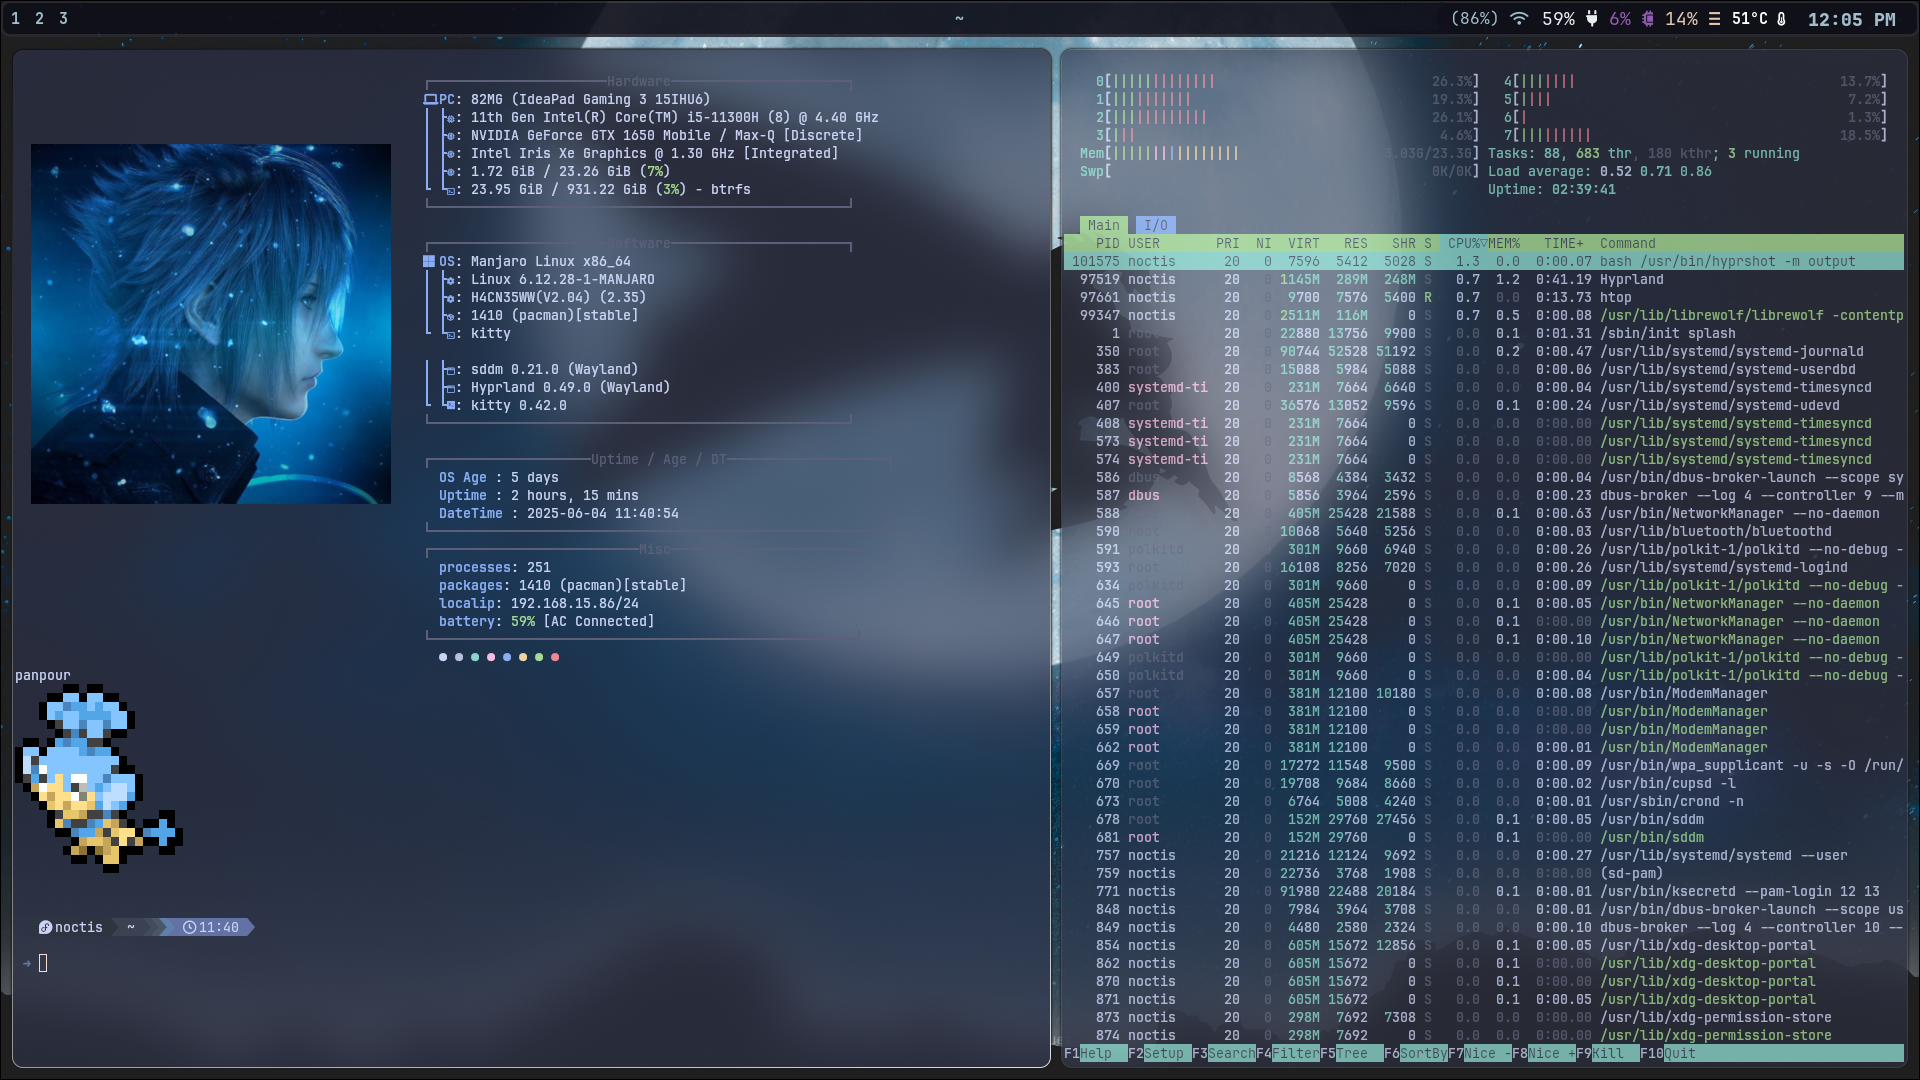 1 2 3
~
(86%) 59% 6% 14% 51°C 12:05 PM
Hardware
PC: 82MG (IdeaPad Gaming 3 15IHU6)
: 11th Gen Intel(R) Core(TM) i5-11300H (8) @ 4.40 GHz
: NVIDIA GeForce GTX 1650 Mobile / Max-Q [Discrete]
: Intel Iris Xe Graphics @ 1.30 GHz [Integrated]
: 1.72 GiB / 23.26 GiB (7%)
: 23.95 GiB / 931.22 GiB (3%) - btrfs
Software
OS: Manjaro Linux x86_64
: Linux 6.12.28-1-MANJARO
: H4CN35WW(V2.04) (2.35)
: 1410 (pacman)[stable]
: kitty
: sddm 0.21.0 (Wayland)
: Hyprland 0.49.0 (Wayland)
: kitty 0.42.0
Uptime / Age / DT
OS Age : 5 days
Uptime : 2 hours, 15 mins
DateTime : 2025-06-04 11:40:54
Misc
processes: 251
packages: 1410 (pacman)[stable]
localip: 192.168.15.86/24
battery: 59% [AC Connected]
panpour
noctis ~ 11:40
0[||||||||||||| 26.3%] 4[||||||| 13.7%]
1[|||||||||| 19.3%] 5[|||| 7.2%]
2[|||||||||||| 26.1%] 6[| 1.3%]
3[||| 4.6%] 7[||||||||| 18.5%]
Mem[|||||||||||||||| 3.03G/23.3G] Tasks: 88, 683 thr, 180 kthr; 3 running
Swp[ 0K/0K] Load average: 0.52 0.71 0.86
Uptime: 02:39:41
Main I/O
PID USER PRI NI VIRT RES SHR S CPU%▽MEM% TIME+ Command
101575 noctis 20 0 7596 5412 5028 S 1.3 0.0 0:00.07 bash /usr/bin/hyprshot -m output
97519 noctis 20 0 1145M 289M 248M S 0.7 1.2 0:41.19 Hyprland
97661 noctis 20 0 9700 7576 5400 R 0.7 0.0 0:13.73 htop
99347 noctis 20 0 2511M 116M 0 S 0.7 0.5 0:00.08 /usr/lib/librewolf/librewolf -contentp
1 root 20 0 22880 13756 9900 S 0.0 0.1 0:01.31 /sbin/init splash
350 root 20 0 90744 52528 51192 S 0.0 0.2 0:00.47 /usr/lib/systemd/systemd-journald
383 root 20 0 15088 5984 5088 S 0.0 0.0 0:00.06 /usr/lib/systemd/systemd-userdbd
400 systemd-ti 20 0 231M 7664 6640 S 0.0 0.0 0:00.04 /usr/lib/systemd/systemd-timesyncd
407 root 20 0 36576 13052 9596 S 0.0 0.1 0:00.24 /usr/lib/systemd/systemd-udevd
408 systemd-ti 20 0 231M 7664 0 S 0.0 0.0 0:00.00 /usr/lib/systemd/systemd-timesyncd
573 systemd-ti 20 0 231M 7664 0 S 0.0 0.0 0:00.00 /usr/lib/systemd/systemd-timesyncd
574 systemd-ti 20 0 231M 7664 0 S 0.0 0.0 0:00.00 /usr/lib/systemd/systemd-timesyncd
586 dbus 20 0 8568 4384 3432 S 0.0 0.0 0:00.04 /usr/bin/dbus-broker-launch --scope sy
587 dbus 20 0 5856 3964 2596 S 0.0 0.0 0:00.23 dbus-broker --log 4 --controller 9 --m
588 root 20 0 405M 25428 21588 S 0.0 0.1 0:00.63 /usr/bin/NetworkManager --no-daemon
590 root 20 0 10068 5640 5256 S 0.0 0.0 0:00.03 /usr/lib/bluetooth/bluetoothd
591 polkitd 20 0 301M 9660 6940 S 0.0 0.0 0:00.26 /usr/lib/polkit-1/polkitd --no-debug -
593 root 20 0 16108 8256 7020 S 0.0 0.0 0:00.26 /usr/lib/systemd/systemd-logind
634 polkitd 20 0 301M 9660 0 S 0.0 0.0 0:00.09 /usr/lib/polkit-1/polkitd --no-debug -
645 root 20 0 405M 25428 0 S 0.0 0.1 0:00.05 /usr/bin/NetworkManager --no-daemon
646 root 20 0 405M 25428 0 S 0.0 0.1 0:00.00 /usr/bin/NetworkManager --no-daemon
647 root 20 0 405M 25428 0 S 0.0 0.1 0:00.10 /usr/bin/NetworkManager --no-daemon
649 polkitd 20 0 301M 9660 0 S 0.0 0.0 0:00.00 /usr/lib/polkit-1/polkitd --no-debug -
650 polkitd 20 0 301M 9660 0 S 0.0 0.0 0:00.04 /usr/lib/polkit-1/polkitd --no-debug -
657 root 20 0 381M 12100 10180 S 0.0 0.0 0:00.08 /usr/bin/ModemManager
658 root 20 0 381M 12100 0 S 0.0 0.0 0:00.00 /usr/bin/ModemManager
659 root 20 0 381M 12100 0 S 0.0 0.0 0:00.00 /usr/bin/ModemManager
662 root 20 0 381M 12100 0 S 0.0 0.0 0:00.01 /usr/bin/ModemManager
669 root 20 0 17272 11548 9500 S 0.0 0.0 0:00.09 /usr/bin/wpa_supplicant -u -s -O /run/
670 root 20 0 19708 9684 8660 S 0.0 0.0 0:00.02 /usr/bin/cupsd -l
673 root 20 0 6764 5008 4240 S 0.0 0.0 0:00.01 /usr/sbin/crond -n
678 root 20 0 152M 29760 27456 S 0.0 0.1 0:00.05 /usr/bin/sddm
681 root 20 0 152M 29760 0 S 0.0 0.1 0:00.04 /usr/bin/sddm
757 noctis 20 0 21216 12124 9692 S 0.0 0.0 0:00.27 /usr/lib/systemd/systemd --user
759 noctis 20 0 22736 3768 1908 S 0.0 0.0 0:00.00 (sd-pam)
771 noctis 20 0 91980 22488 20184 S 0.0 0.1 0:00.01 /usr/bin/ksecretd --pam-login 12 13
848 noctis 20 0 7984 3964 3708 S 0.0 0.0 0:00.01 /usr/bin/dbus-broker-launch --scope us
849 noctis 20 0 4480 2580 2324 S 0.0 0.0 0:00.10 dbus-broker --log 4 --controller 10 --
854 noctis 20 0 605M 15672 12856 S 0.0 0.1 0:00.05 /usr/lib/xdg-desktop-portal
862 noctis 20 0 605M 15672 0 S 0.0 0.1 0:00.00 /usr/lib/xdg-desktop-portal
870 noctis 20 0 605M 15672 0 S 0.0 0.1 0:00.00 /usr/lib/xdg-desktop-portal
871 noctis 20 0 605M 15672 0 S 0.0 0.1 0:00.05 /usr/lib/xdg-desktop-portal
873 noctis 20 0 298M 7692 7308 S 0.0 0.0 0:00.00 /usr/lib/xdg-permission-store
874 noctis 20 0 298M 7692 0 S 0.0 0.0 0:00.00 /usr/lib/xdg-permission-store
F1Help F2Setup F3SearchF4FilterF5Tree F6SortByF7Nice -F8Nice +F9Kill F10Quit